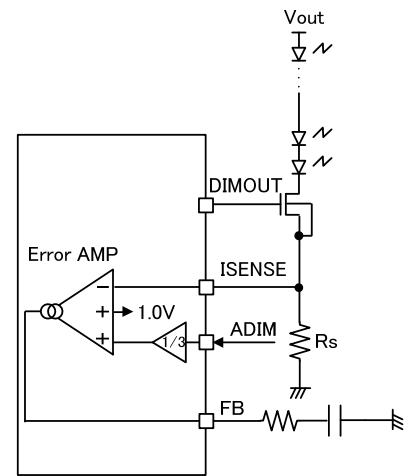 Vout
DIMOUT
Error AMP
ISENSE
−
+
1.0V
+
1/3
ADIM
Rs
FB